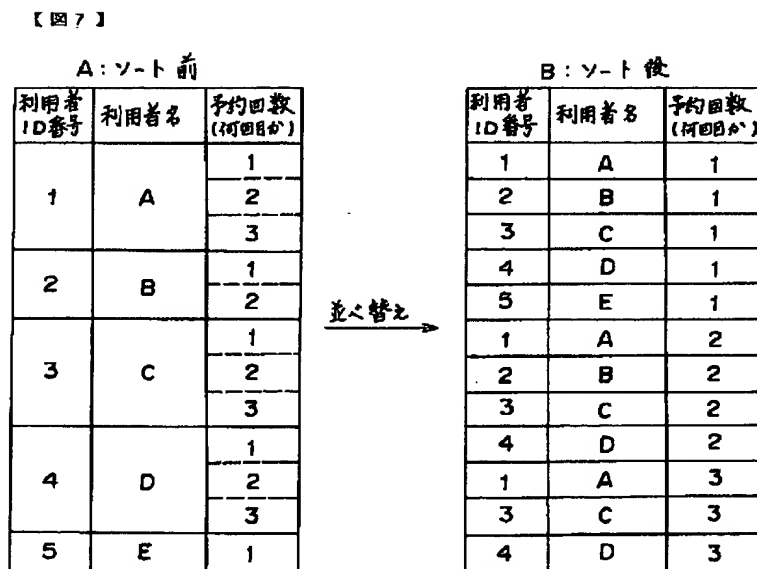 【図7】
A:ソート前
利用者ID番号 利用者名 予約回数(何回目か)
1 A 1
2
3
2 B 1
2
3 C 1
2
3
4 D 1
2
3
5 E 1
並べ替え
B:ソート後
利用者ID番号 利用者名 予約回数(何回目か)
1 A 1
2 B 1
3 C 1
4 D 1
5 E 1
1 A 2
2 B 2
3 C 2
4 D 2
1 A 3
3 C 3
4 D 3